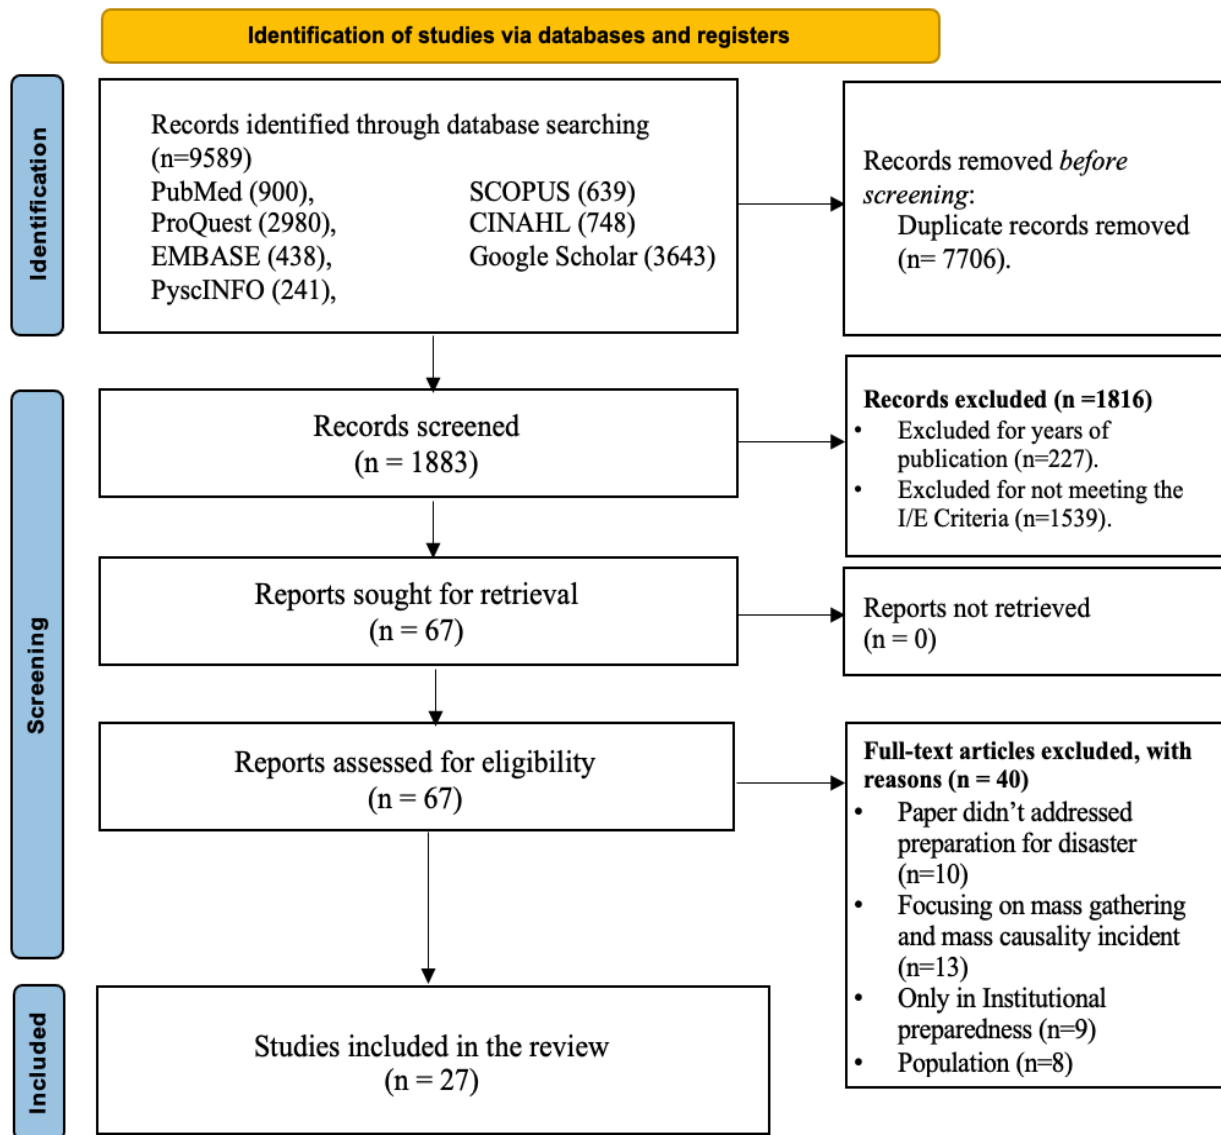 Identification of studies via databases and registers
Identification
Records identified through database searching
(n=9589)
PubMed (900),
SCOPUS (639)
ProQuest (2980),
CINAHL (748)
EMBASE (438),
Google Scholar (3643)
PyscINFO (241),
Records removed before
screening:
Duplicate records removed
(n= 7706).
Screening
Records screened
(n = 1883)
Records excluded (n =1816)
• Excluded for years of
publication (n=227).
• Excluded for not meeting the
I/E Criteria (n=1539).
Reports sought for retrieval
(n = 67)
Reports not retrieved
(n = 0)
Reports assessed for eligibility
(n = 67)
Full-text articles excluded, with
reasons (n = 40)
• Paper didn’t addressed
preparation for disaster
(n=10)
• Focusing on mass gathering
and mass causality incident
(n=13)
• Only in Institutional
preparedness (n=9)
• Population (n=8)
Included
Studies included in the review
(n = 27)